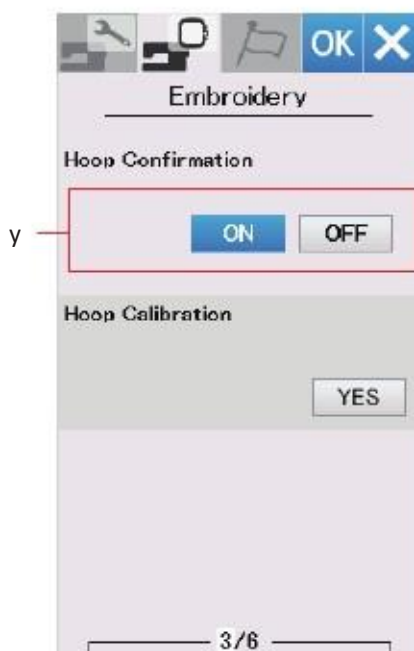 OK
Embroidery
Hoop Confirmation
y
ON OFF
Hoop Calibration
YES
3/6